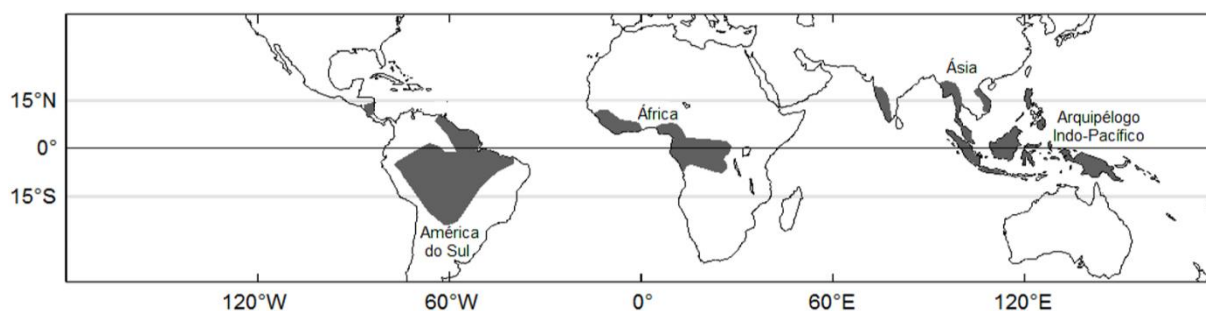 Ásia
15°N
África
Arquipélogo
Indo-Pacífico
0°
15°S
América
do Sul
120°W
60°W
0°
60°E
120°E